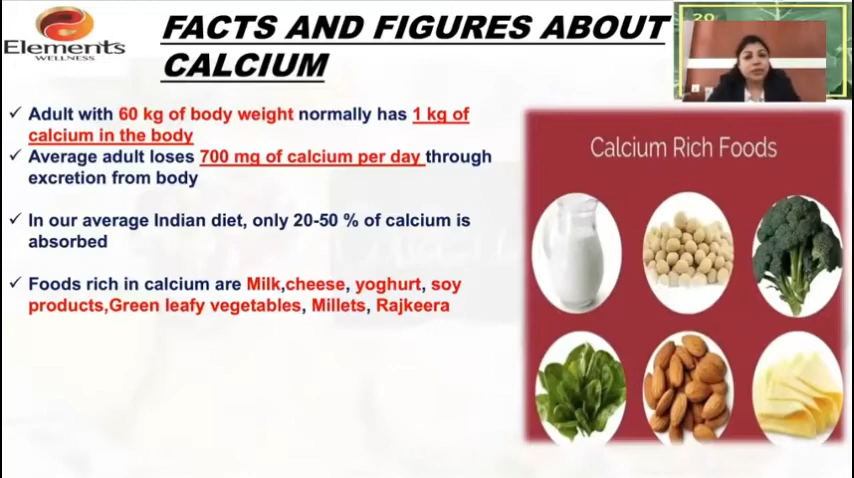 Elements
WELLNESS
FACTS AND FIGURES ABOUT
CALCIUM
20
✓ Adult with 60 kg of body weight normally has 1 kg of
calcium in the body
✓ Average adult loses 700 mg of calcium per day through
excretion from body
✓ In our average Indian diet, only 20-50 % of calcium is
absorbed
✓ Foods rich in calcium are Milk,cheese, yoghurt, soy
products,Green leafy vegetables, Millets, Rajkeera
Calcium Rich Foods